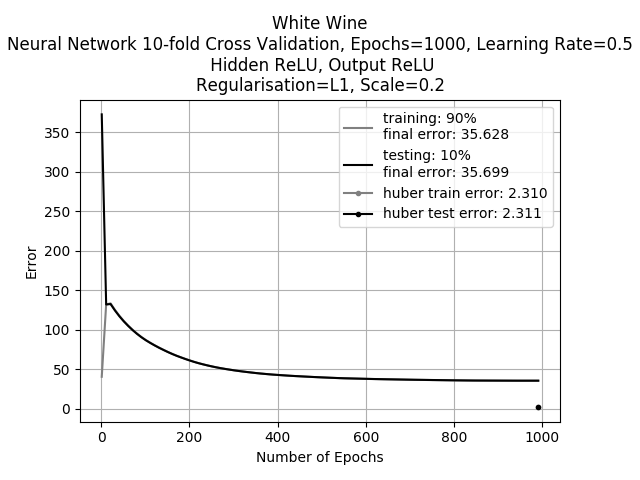 White Wine
Neural Network 10-fold Cross Validation, Epochs=1000, Learning Rate=0.5
Hidden ReLU, Output ReLU
Regularisation=L1, Scale=0.2
training: 90%
final error: 35.628
testing: 10%
final error: 35.699
huber train error: 2.310
huber test error: 2.311
Error
350
300
250
200
150
100
50
0
0 200 400 600 800 1000
Number of Epochs